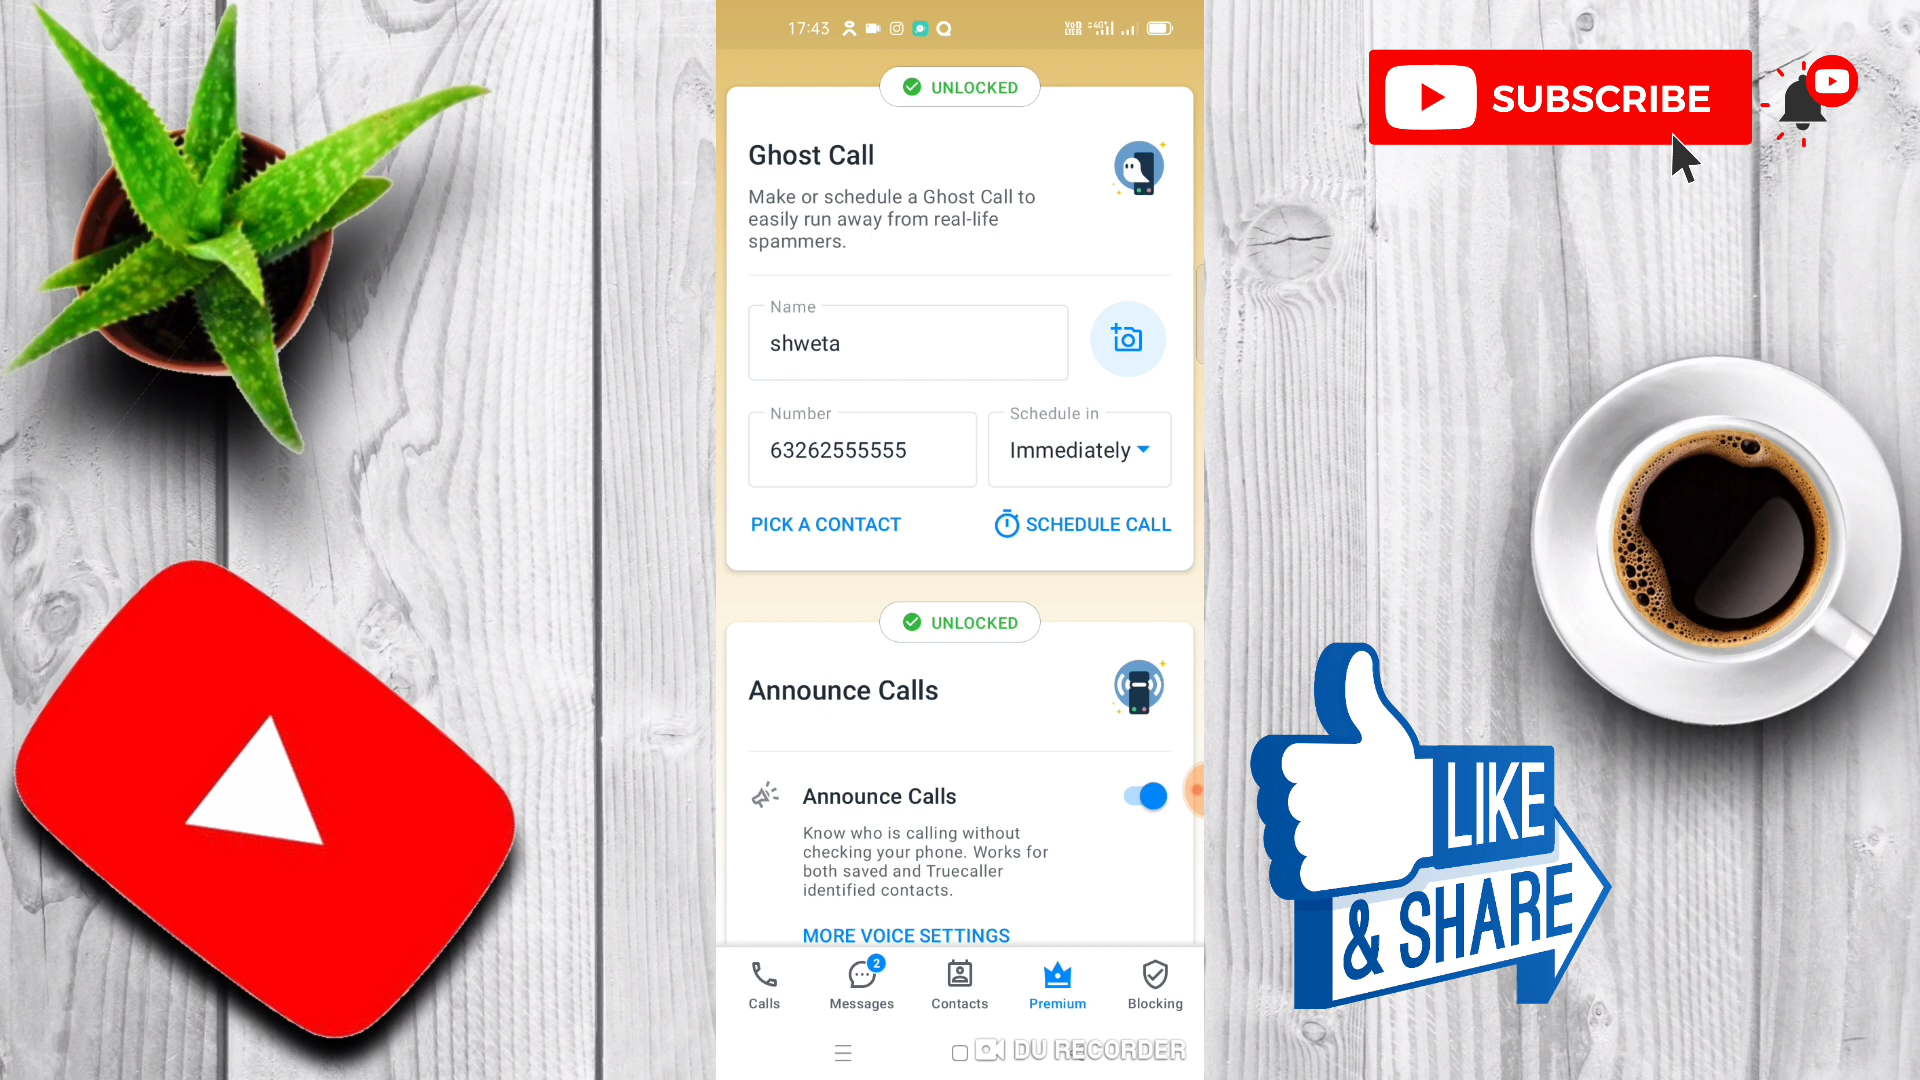 17:43
UNLOCKED
Ghost Call
Make or schedule a Ghost Call to
easily run away from real-life
spammers.
Name
shweta
Number
63262555555
Schedule in
Immediately
PICK A CONTACT
SCHEDULE CALL
UNLOCKED
Announce Calls
Announce Calls
Know who is calling without
checking your phone. Works for
both saved and Truecaller
identified contacts.
MORE VOICE SETTINGS
2
Calls
Messages
Contacts
Premium
Blocking
DU RECORDER
SUBSCRIBE
LIKE
& SHARE